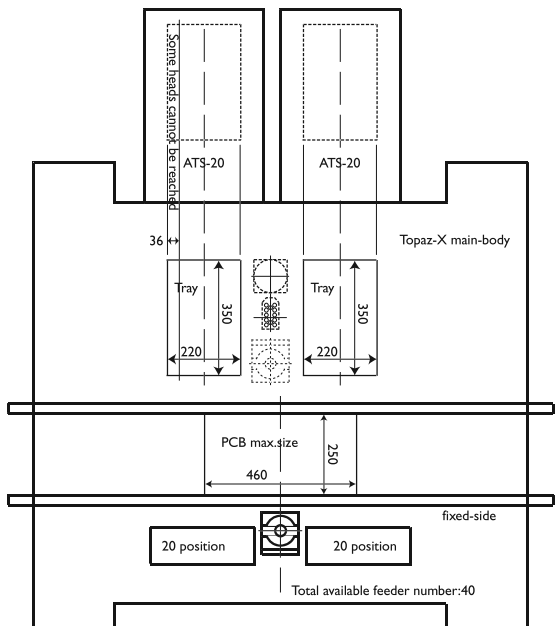 Some heads cannot be reached
ATS-20
ATS-20
36
Topaz-X main-body
Tray
350
220
Tray
350
220
PCB max.size
250
460
fixed-side
20 position
20 position
Total available feeder number:40